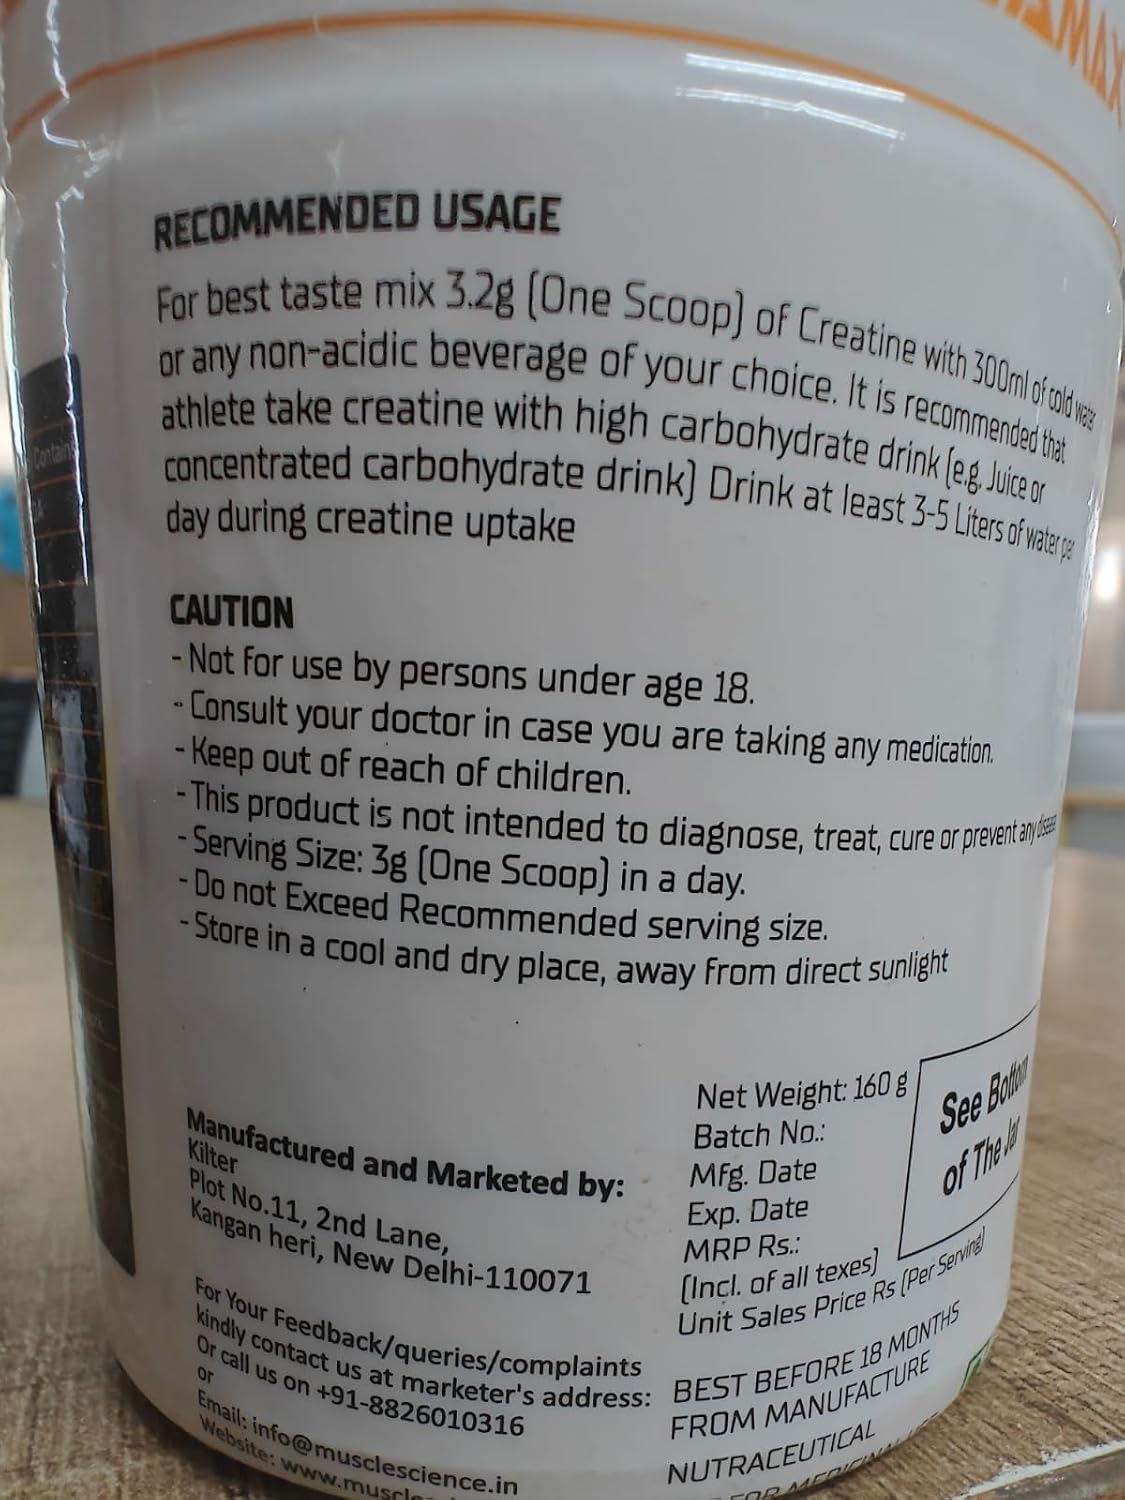 RECOMMENDED USAGE
For best taste mix 3.2g (One Scoop) of Creatine with 300ml of cold water
or any non-acidic beverage of your choice. It is recommended that
athlete take creatine with high carbohydrate drink (e.g. Juice or
concentrated carbohydrate drink) Drink at least 3-5 Liters of water per
day during creatine uptake
CAUTION
- Not for use by persons under age 18.
- Consult your doctor in case you are taking any medication.
- Keep out of reach of children.
- This product is not intended to diagnose, treat, cure or prevent any disease
- Serving Size: 3g (One Scoop) in a day.
- Do not Exceed Recommended serving size.
- Store in a cool and dry place, away from direct sunlight
Manufactured and Marketed by:
Kilter
Plot No.11, 2nd Lane,
Kangan heri, New Delhi-110071
For Your Feedback/queries/complaints
kindly contact us at marketer's address:
Or call us on +91-8826010316
or
Email: info@musclescience.in
Website: www.muscle
Net Weight: 160 g
Batch No.:
Mfg. Date
Exp. Date
MRP Rs.:
(Incl. of all texes)
Unit Sales Price Rs (Per Serving)
See Bottom
of The Jar
BEST BEFORE 18 MONTHS
FROM MANUFACTURE
NUTRACEUTICAL
FOR MEDICINAL
Contains